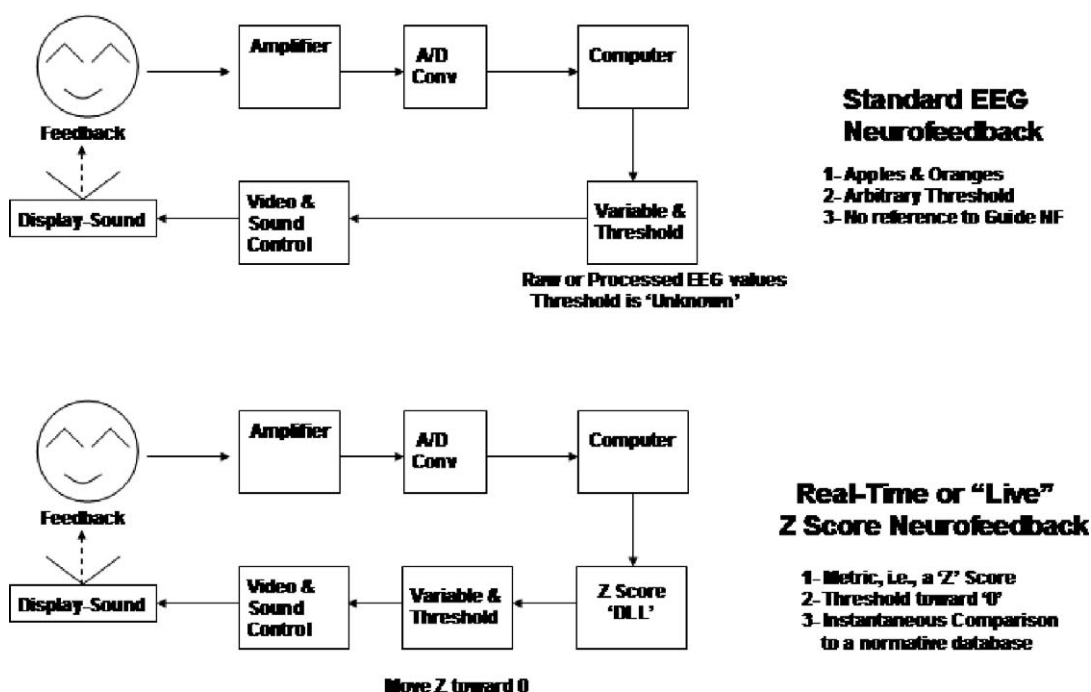 Amplifier
A/D
Conv
Computer
Feedback
Display-Sound
Video &
Sound
Control
Variable &
Threshold
Raw or Processed EEG values
Threshold is ‘Unknown’
Standard EEG
Neurofeedback
1- Apples & Oranges
2- Arbitrary Threshold
3- No reference to Guide NF
Amplifier
A/D
Conv
Computer
Feedback
Display-Sound
Video &
Sound
Control
Variable &
Threshold
Z Score
‘DLL’
Move Z toward 0
Real-Time or “Live”
Z Score Neurofeedback
1- Metric, i.e., a ‘Z’ Score
2- Threshold toward ‘0’
3- Instantaneous Comparison
to a normative database